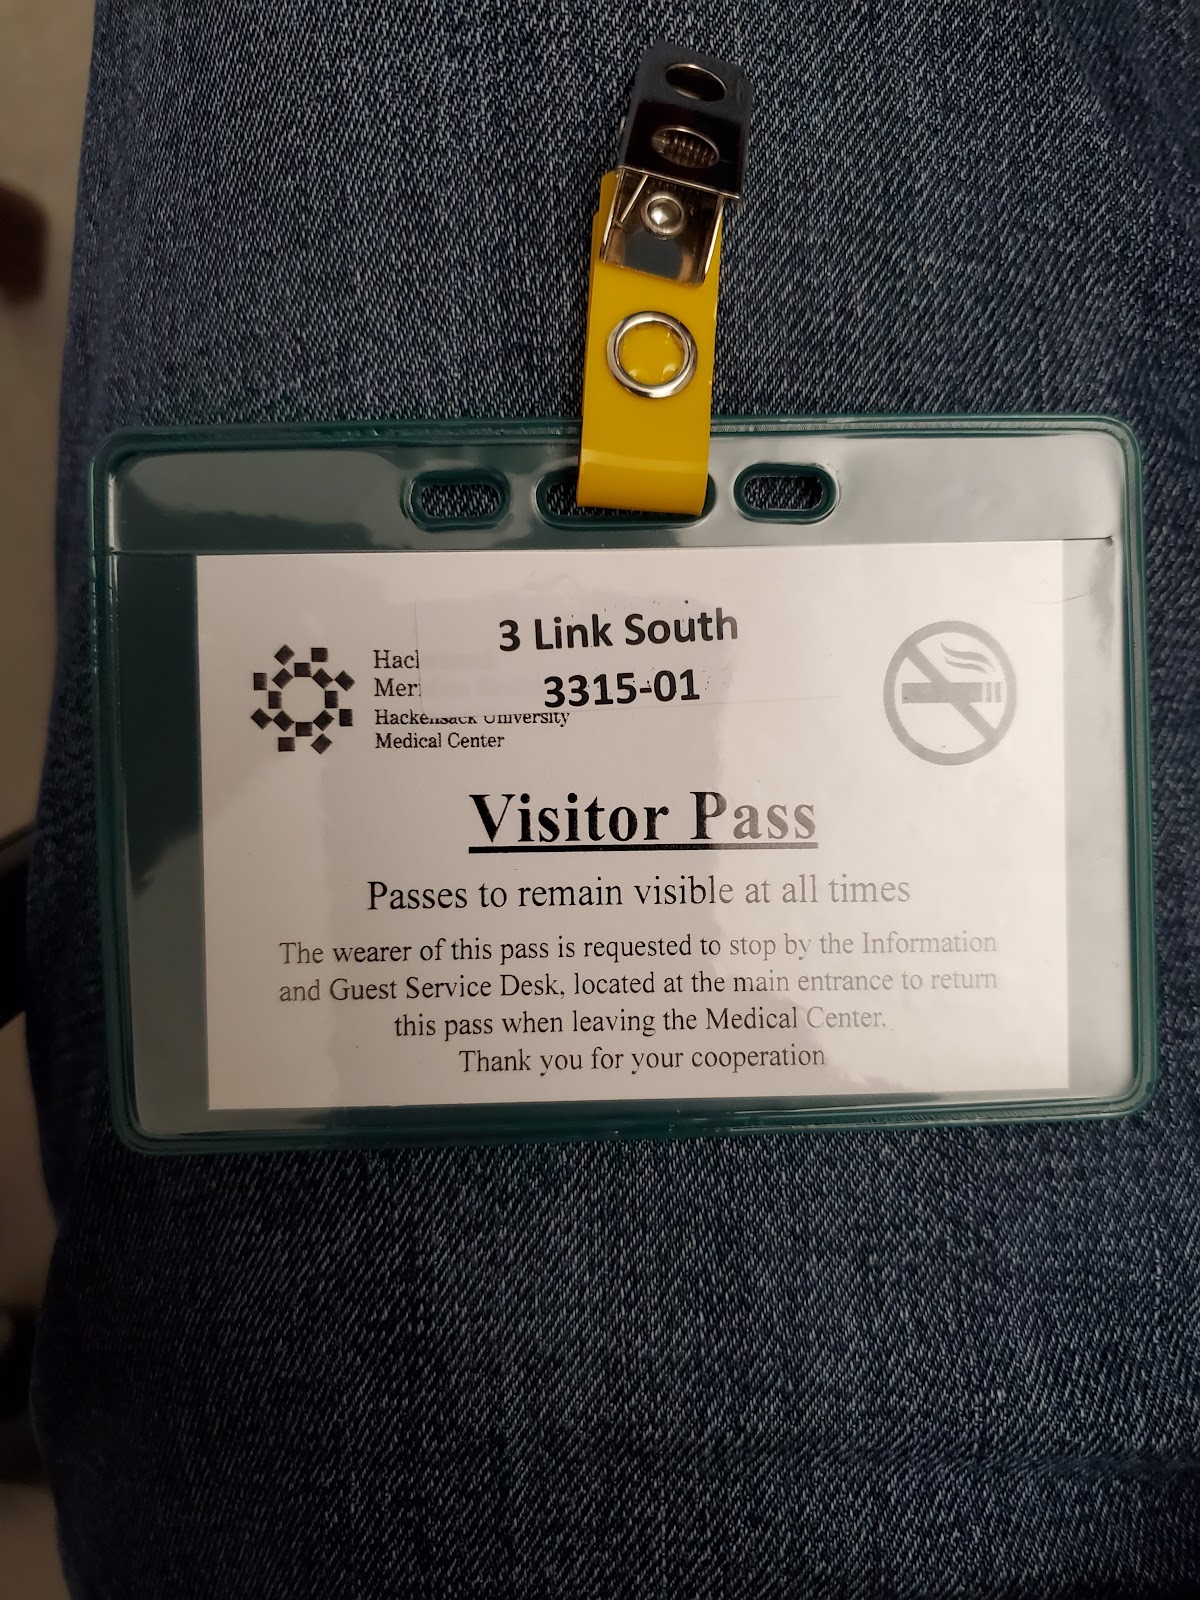 3 Link South
3315-01
Hackensack University
Medical Center
Visitor Pass
Passes to remain visible at all times
The wearer of this pass is requested to stop by the Information
and Guest Service Desk, located at the main entrance to return
this pass when leaving the Medical Center.
Thank you for your cooperation